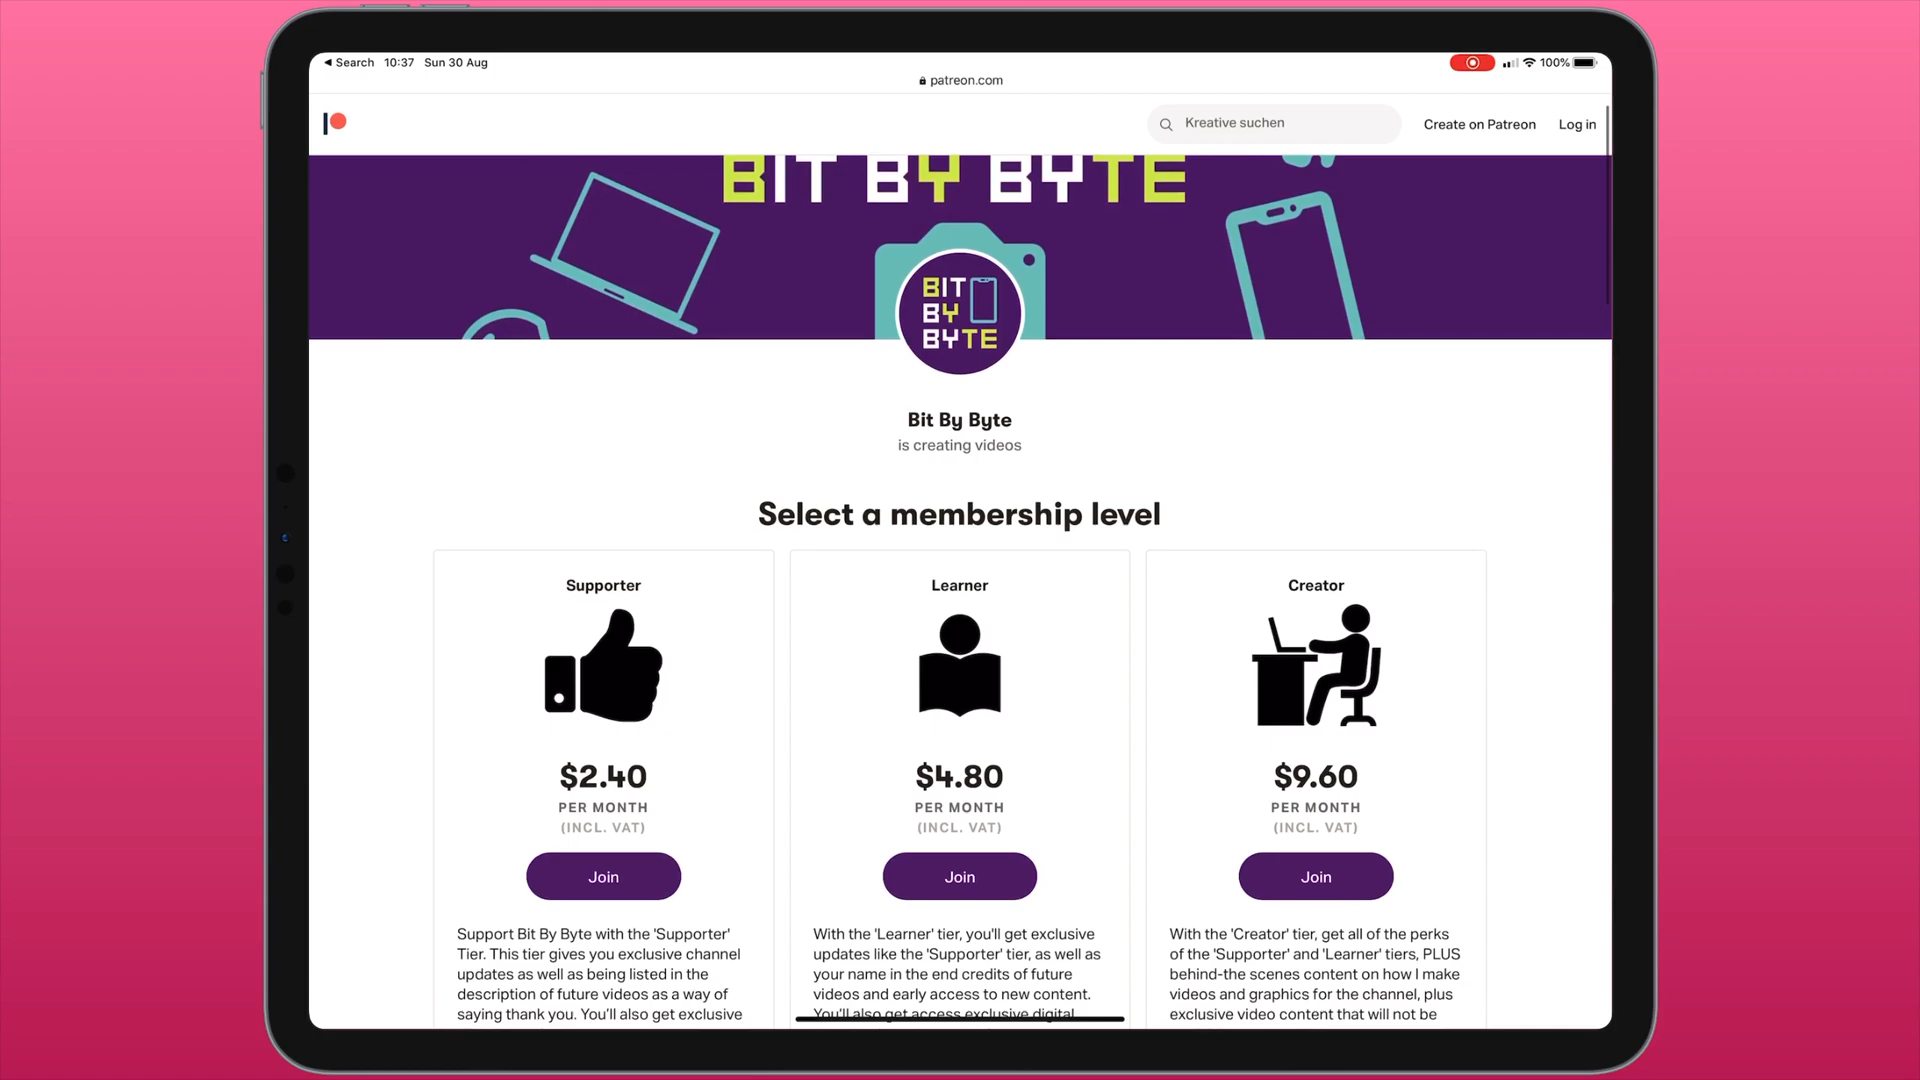 Search 10:37 Sun 30 Aug
100%
patreon.com
Kreative suchen
Create on Patreon
Log in
BIT BY BYTE
BIT
BY
BYTE
Bit By Byte
is creating videos
Select a membership level
Supporter
$2.40
PER MONTH
(INCL. VAT)
Join
Support Bit By Byte with the 'Supporter'
Tier. This tier gives you exclusive channel
updates as well as being listed in the
description of future videos as a way of
saying thank you. You'll also get exclusive
Learner
$4.80
PER MONTH
(INCL. VAT)
Join
With the 'Learner' tier, you'll get exclusive
updates like the 'Supporter' tier, as well as
your name in the end credits of future
videos and early access to new content.
You'll also get access exclusive digital
Creator
$9.60
PER MONTH
(INCL. VAT)
Join
With the 'Creator' tier, get all of the perks
of the 'Supporter' and 'Learner' tiers, PLUS
behind-the scenes content on how I make
videos and graphics for the channel, plus
exclusive video content that will not be